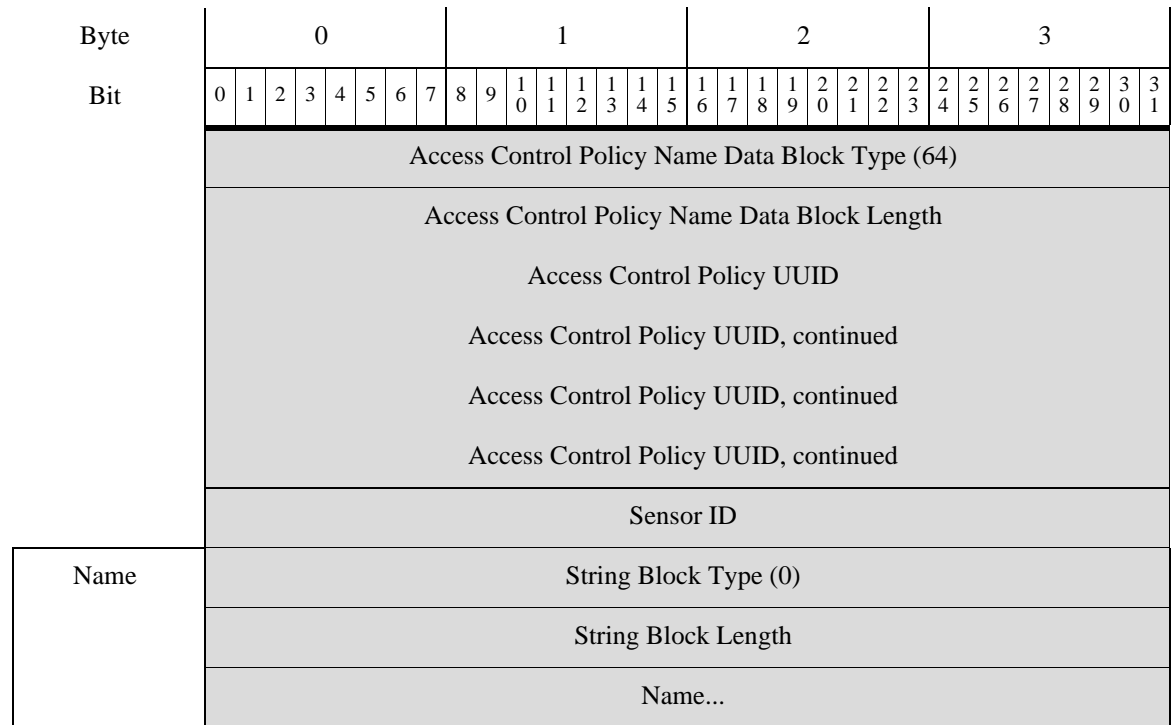 Byte 0 1 2 3
Bit 0 1 2 3 4 5 6 7 8 9 10 11 12 13 14 15 16 17 18 19 20 21 22 23 24 25 26 27 28 29 30 31
Access Control Policy Name Data Block Type (64)
Access Control Policy Name Data Block Length
Access Control Policy UUID
Access Control Policy UUID, continued
Access Control Policy UUID, continued
Access Control Policy UUID, continued
Sensor ID
Name String Block Type (0)
String Block Length
Name...